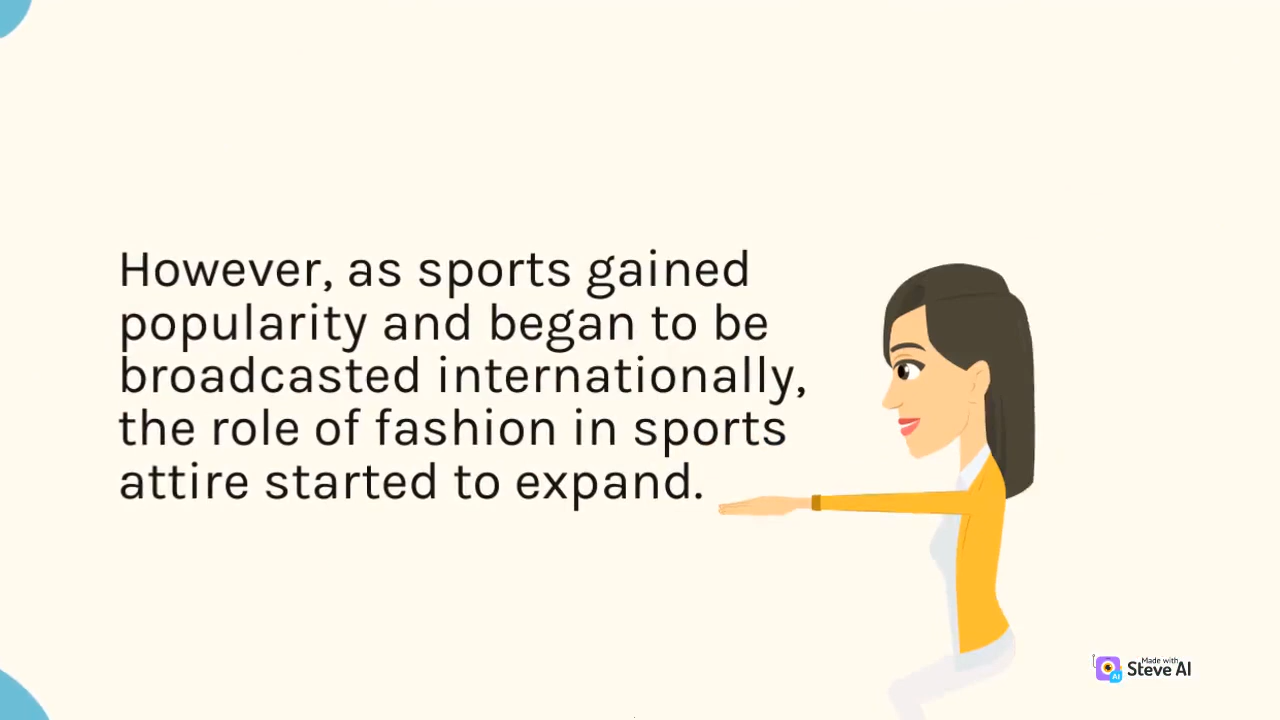 However, as sports gained
popularity and began to be
broadcasted internationally,
the role of fashion in sports
attire started to expand.
Made with
Steve AI
AI